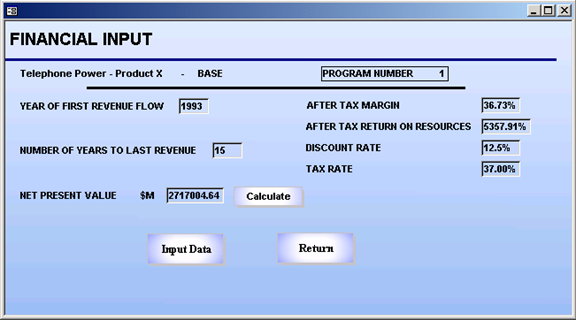 FINANCIAL INPUT
Telephone Power - Product X - BASE PROGRAM NUMBER 1
YEAR OF FIRST REVENUE FLOW 1993
AFTER TAX MARGIN 36.73%
AFTER TAX RETURN ON RESOURCES 5357.91%
NUMBER OF YEARS TO LAST REVENUE 15
DISCOUNT RATE 12.5%
TAX RATE 37.00%
NET PRESENT VALUE $M 2717004.64 Calculate
Input Data Return